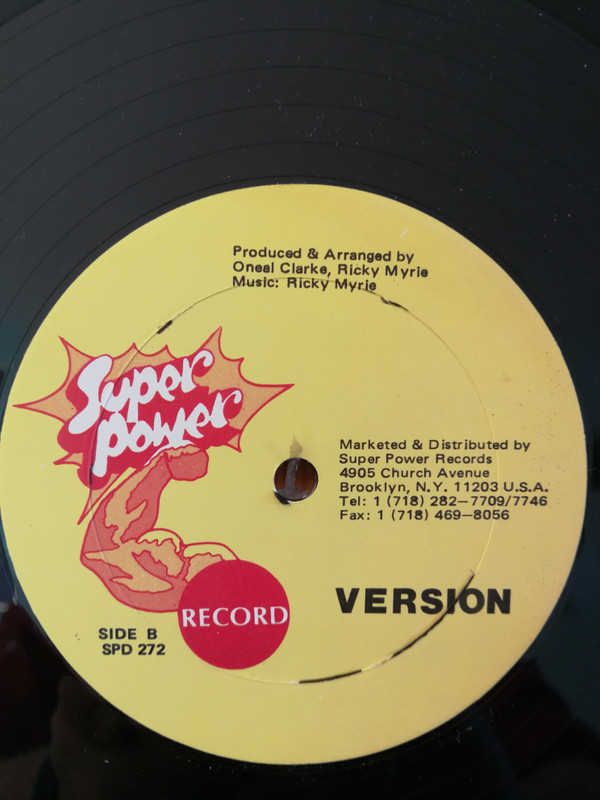 Produced & Arranged by
Oneal Clarke, Ricky Myrie
Music: Ricky Myrie
Super
Power
RECORD
Marketed & Distributed by
Super Power Records
4905 Church Avenue
Brooklyn, N.Y. 11203 U.S.A.
Tel: 1 (718) 282–7709/7746
Fax: 1 (718) 469–8056
VERSION
SIDE B
SPD 272